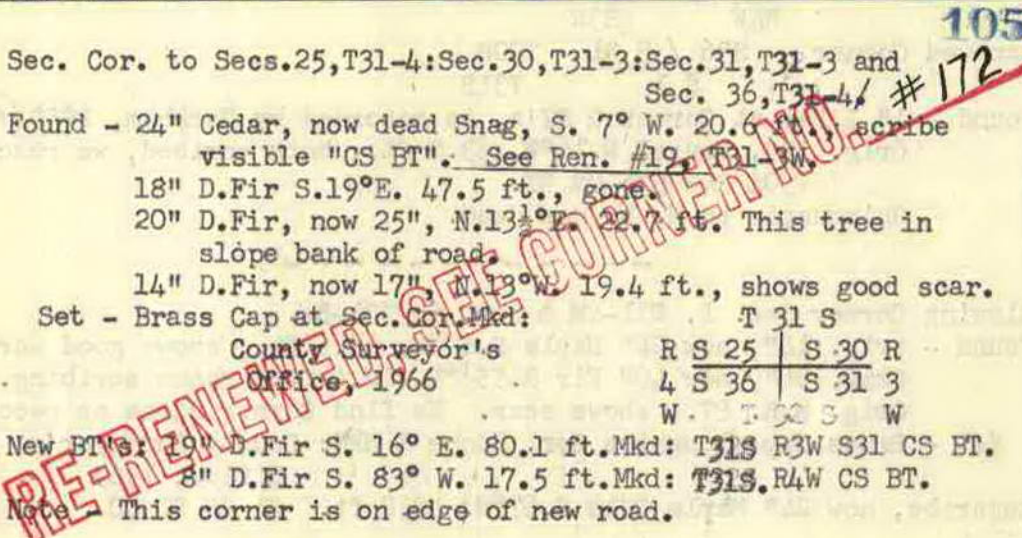 105
Sec. Cor. to Secs.25,T31-4:Sec.30,T31-3:Sec.31,T31-3 and
Sec. 36,T31-4. #172
Found - 24" Cedar, now dead Snag, S. 7° W. 20.6 ft., scribe
visible "CS BT". See Ren. #19, T31-3W.
18" D.Fir S.19°E. 47.5 ft., gone.
20" D.Fir, now 25", N.13½°E. 22.7 ft. This tree in
slope bank of road.
14" D.Fir, now 17", N.13°W. 19.4 ft., shows good scar.
Set - Brass Cap at Sec.Cor.Mkd: T 31 S
County Surveyor's R S 25 | S 30 R
Office, 1966 4 S 36 | S 31 3
W T 32 S W
New BT's: 19" D.Fir S. 16° E. 80.1 ft.Mkd: T31S R3W S31 CS BT.
8" D.Fir S. 83° W. 17.5 ft.Mkd: T31S.R4W CS BT.
Note - This corner is on edge of new road.
RE-RENEWED, SEE CORNER NO.